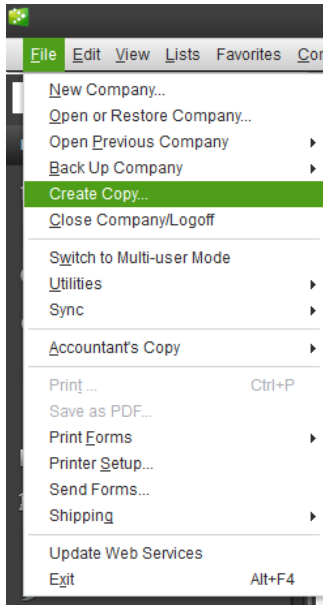 File Edit View Lists Favorites
New Company...
Open or Restore Company...
Open Previous Company
Back Up Company
Create Copy...
Close Company/Logoff
Switch to Multi-user Mode
Utilities
Sync
Accountant's Copy
Print ... Ctrl+P
Save as PDF...
Print Forms
Printer Setup...
Send Forms...
Shipping
Update Web Services
Exit Alt+F4